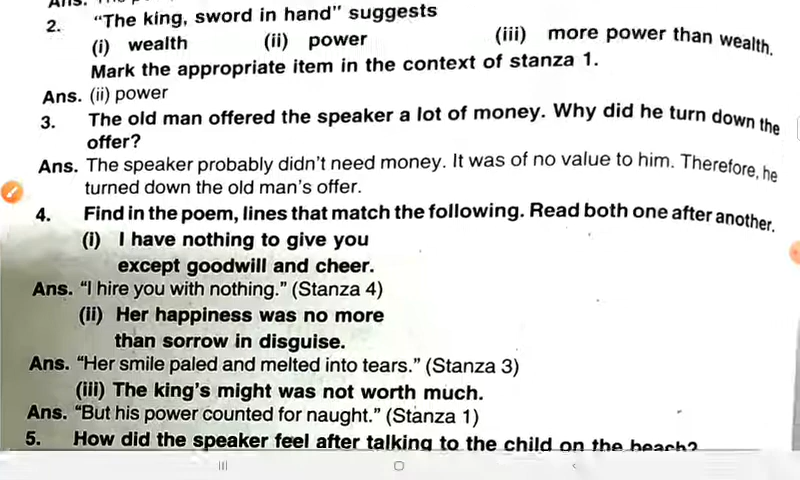 2. "The king, sword in hand" suggests
(i) wealth (ii) power (iii) more power than wealth.
Mark the appropriate item in the context of stanza 1.
Ans. (ii) power
3. The old man offered the speaker a lot of money. Why did he turn down the
offer?
Ans. The speaker probably didn't need money. It was of no value to him. Therefore, he
turned down the old man's offer.
4. Find in the poem, lines that match the following. Read both one after another.
(i) I have nothing to give you
except goodwill and cheer.
Ans. "I hire you with nothing." (Stanza 4)
(ii) Her happiness was no more
than sorrow in disguise.
Ans. "Her smile paled and melted into tears." (Stanza 3)
(iii) The king's might was not worth much.
Ans. "But his power counted for naught." (Stanza 1)
5. How did the speaker feel after talking to the child on the beach?